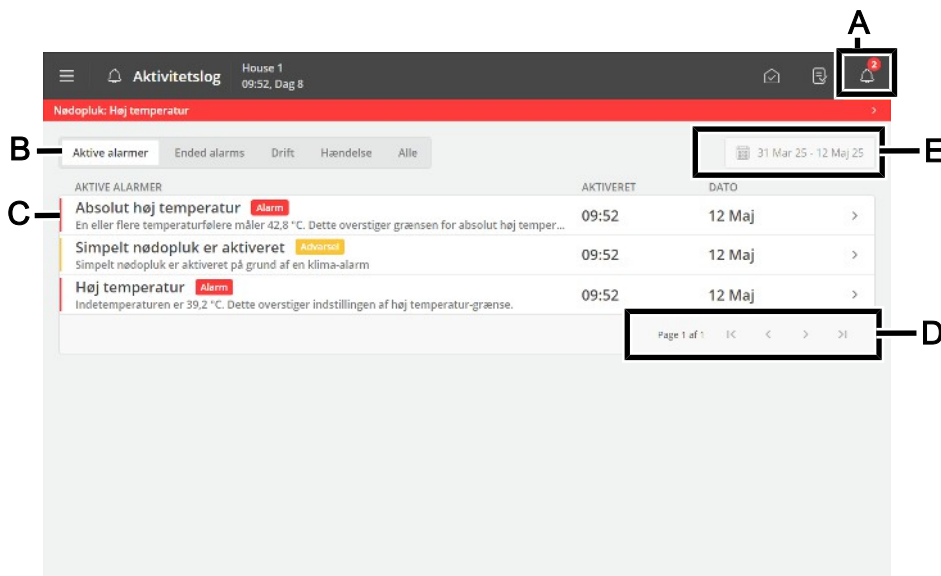 A
House 1
Aktivitetslog
09:52, Dag 8
2
Nødopluk: Høj temperatur
B
Aktive alarmer Ended alarms Drift Hændelse Alle
31 Mar 25 - 12 Maj 25
E
AKTIVE ALARMER AKTIVERET DATO
C
Absolut høj temperatur Alarm 09:52 12 Maj
En eller flere temperaturfølere måler 42,8 °C. Dette overstiger grænsen for absolut høj temper...
Simpelt nødopluk er aktiveret Advarsel 09:52 12 Maj
Simpelt nødopluk er aktiveret på grund af en klima-alarm
Høj temperatur Alarm 09:52 12 Maj
Indetemperaturen er 39,2 °C. Dette overstiger indstillingen af høj temperatur-grænse.
Page 1 af 1
D